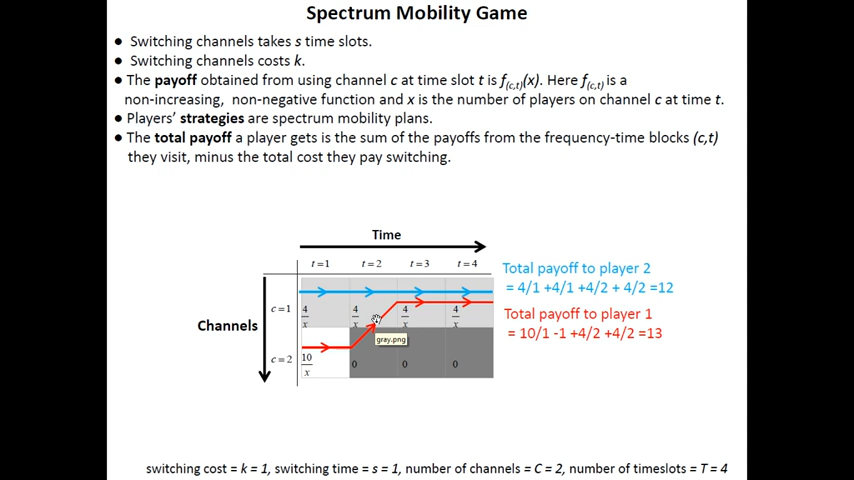 Spectrum Mobility Game
● Switching channels takes s time slots.
● Switching channels costs k.
● The payoff obtained from using channel c at time slot t is f(c,t)(x). Here f(c,t) is a
non-increasing, non-negative function and x is the number of players on channel c at time t.
● Players' strategies are spectrum mobility plans.
● The total payoff a player gets is the sum of the payoffs from the frequency-time blocks (c,t)
they visit, minus the total cost they pay switching.
Time
t=1 t=2 t=3 t=4
Total payoff to player 2
= 4/1 +4/1 +4/2 + 4/2 =12
Channels
c=1 4/x 4/x 4/x 4/x
Total payoff to player 1
= 10/1 -1 +4/2 +4/2 =13
gray.png
c=2 10/x 0 0 0
switching cost = k = 1, switching time = s = 1, number of channels = C = 2, number of timeslots = T = 4